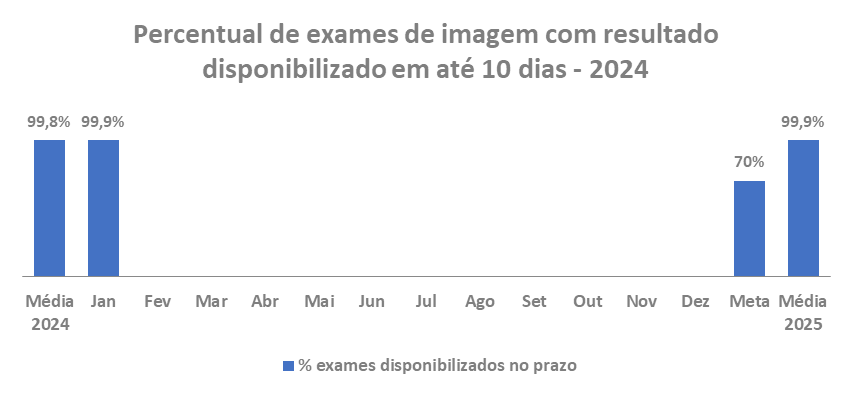 Percentual de exames de imagem com resultado
disponibilizado em até 10 dias - 2024
99,8% 99,9% 70% 99,9%
Média 2024 Jan Fev Mar Abr Mai Jun Jul Ago Set Out Nov Dez Meta Média 2025
% exames disponibilizados no prazo